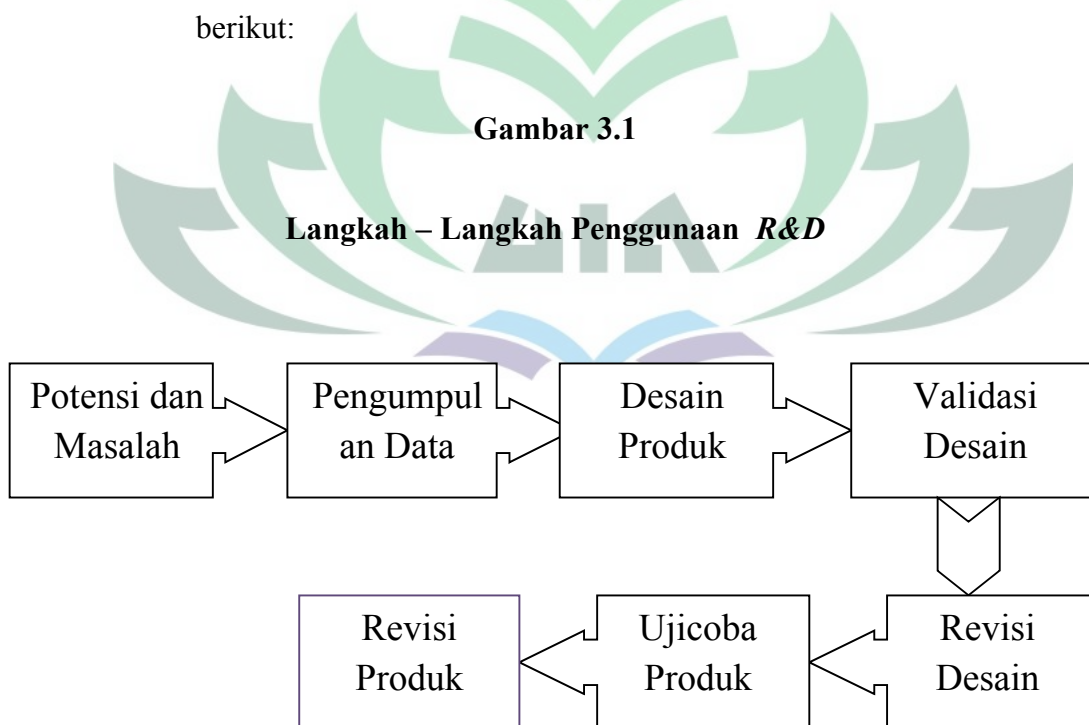 berikut:
Gambar 3.1
Langkah – Langkah Penggunaan R&D
Potensi dan
Masalah
Pengumpul
an Data
Desain
Produk
Validasi
Desain
Revisi
Desain
Ujicoba
Produk
Revisi
Produk